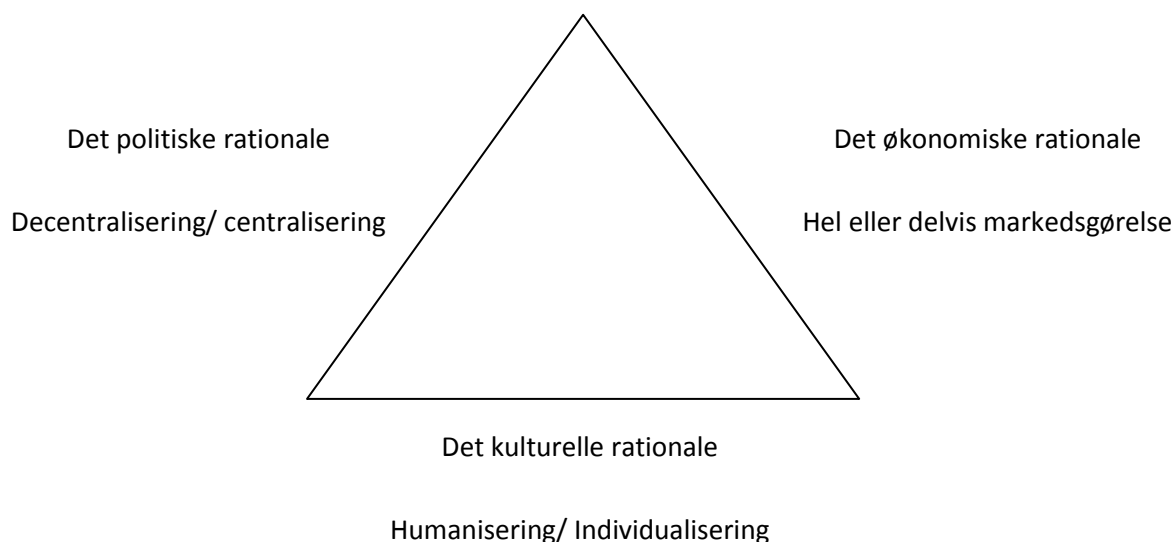 Det politiske rationale
Det økonomiske rationale
Decentralisering/ centralisering
Hel eller delvis markedsgørelse
Det kulturelle rationale
Humanisering/ Individualisering